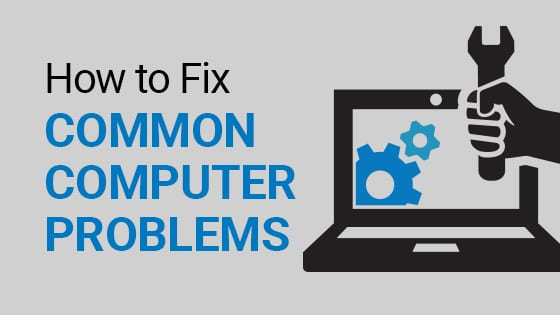 How to Fix
COMMON
COMPUTER
PROBLEMS